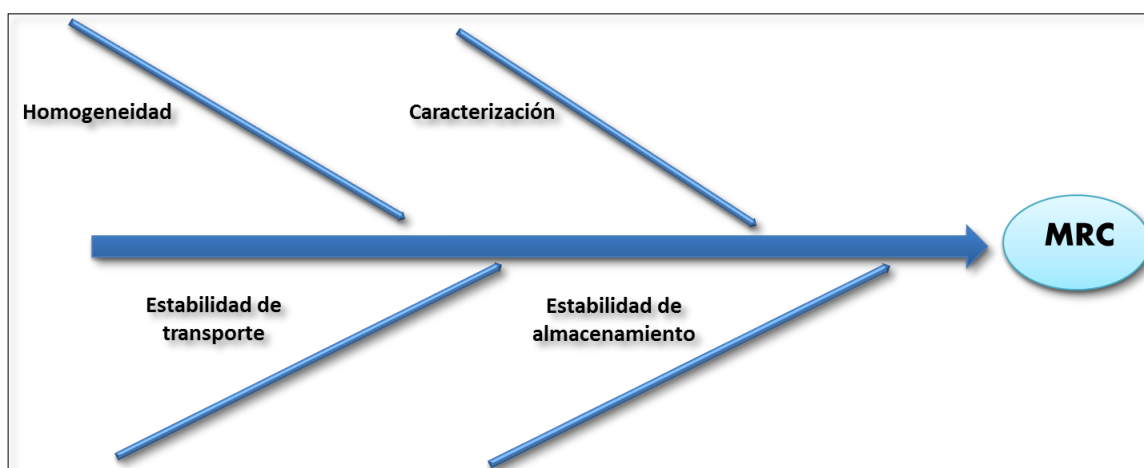 Homogeneidad
Caracterización
MRC
Estabilidad de
transporte
Estabilidad de
almacenamiento